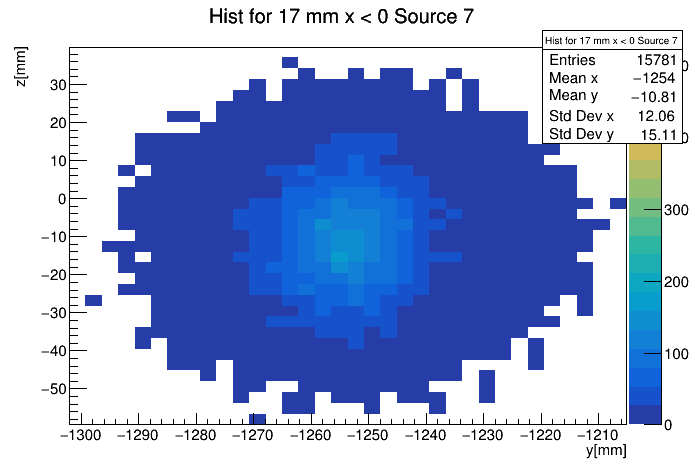 Hist for 17 mm x < 0 Source 7
Hist for 17 mm x < 0 Source 7
Entries 15781
Mean x −1254
Mean y −10.81
Std Dev x 12.06
Std Dev y 15.11
z[mm]
30
20
10
0
−10
−20
−30
−40
−50
−1300 −1290 −1280 −1270 −1260 −1250 −1240 −1230 −1220 −1210
y[mm]
300
200
100
0